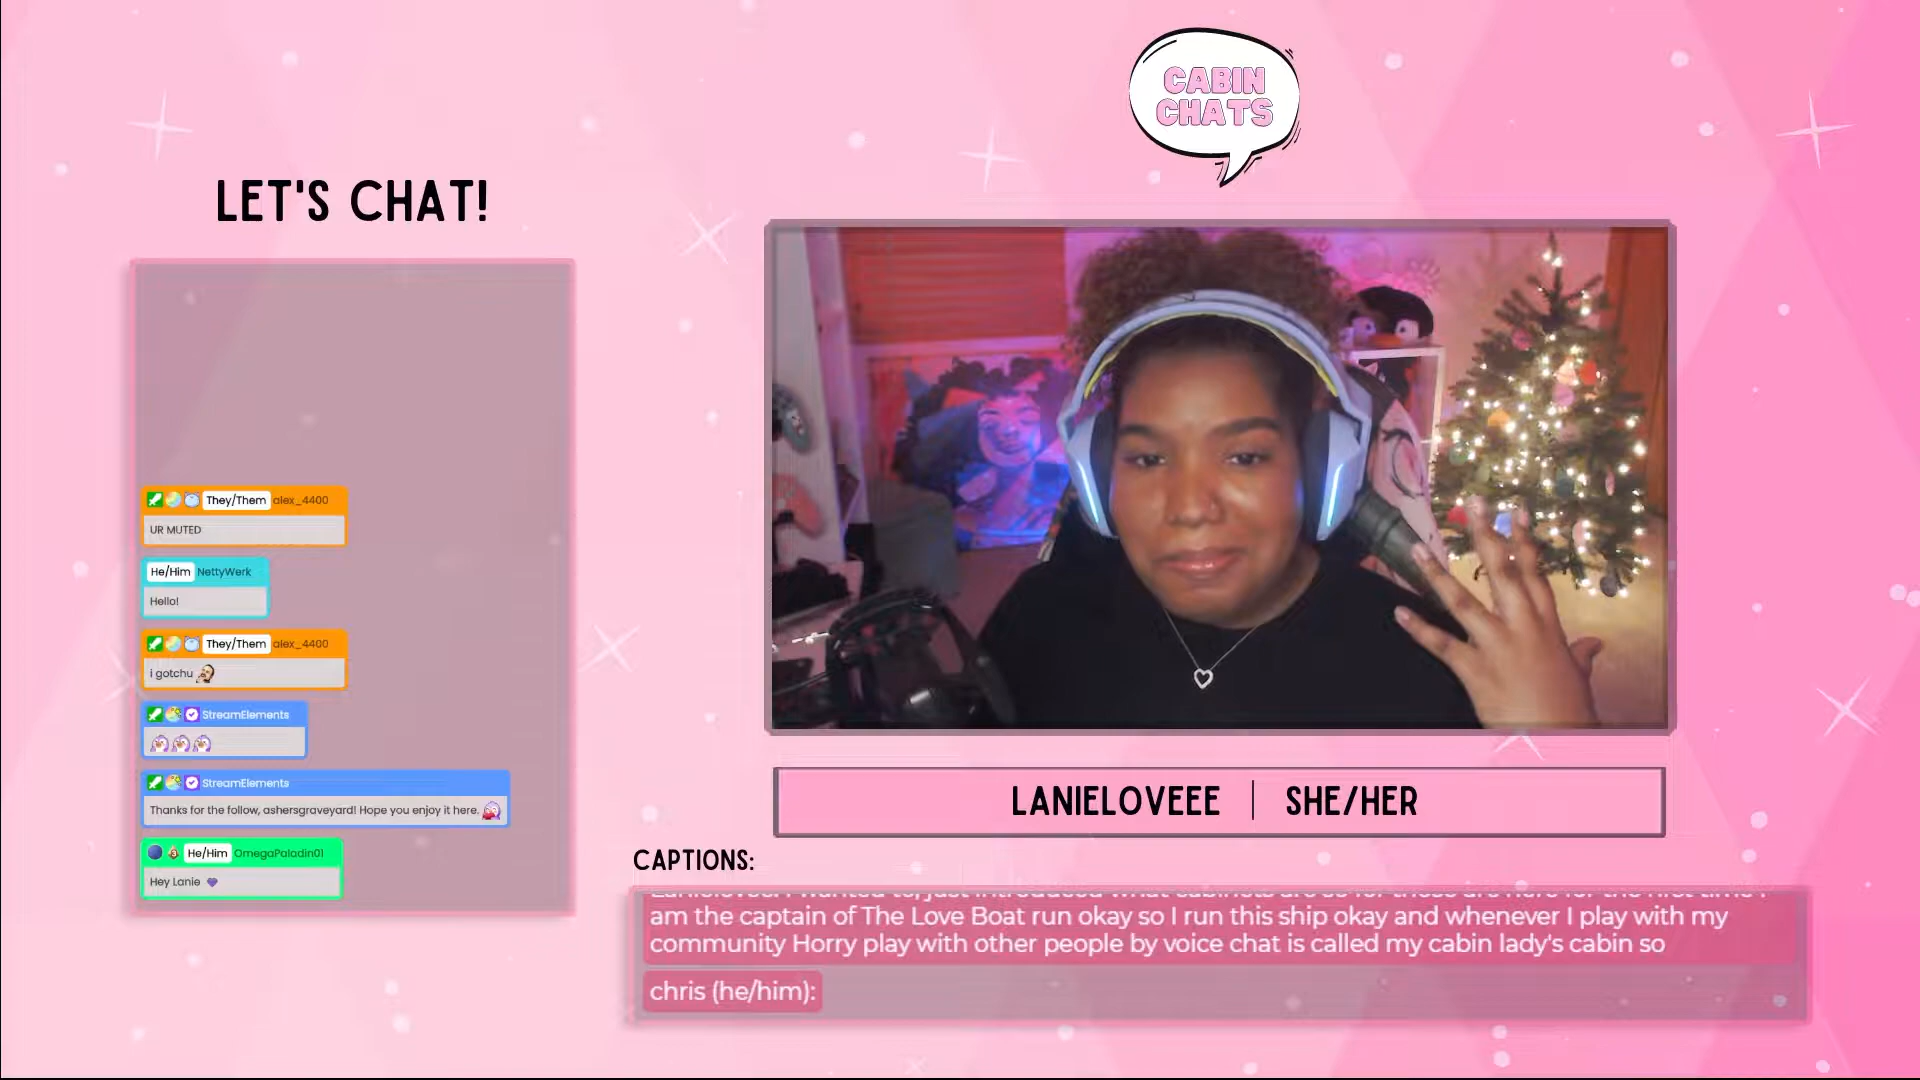 CABIN
CHATS
LET'S CHAT!
They/Them alex_4400
UR MUTED
He/Him NettyWerk
Hello!
They/Them alex_4400
i gotchu
StreamElements
StreamElements
Thanks for the follow, ashersgraveyard! Hope you enjoy it here.
He/Him OmegaPaladin01
Hey Lanie
LANIELOVEEE | SHE/HER
CAPTIONS:
am the captain of The Love Boat run okay so I run this ship okay and whenever I play with my
community Horry play with other people by voice chat is called my cabin lady's cabin so
chris (he/him):